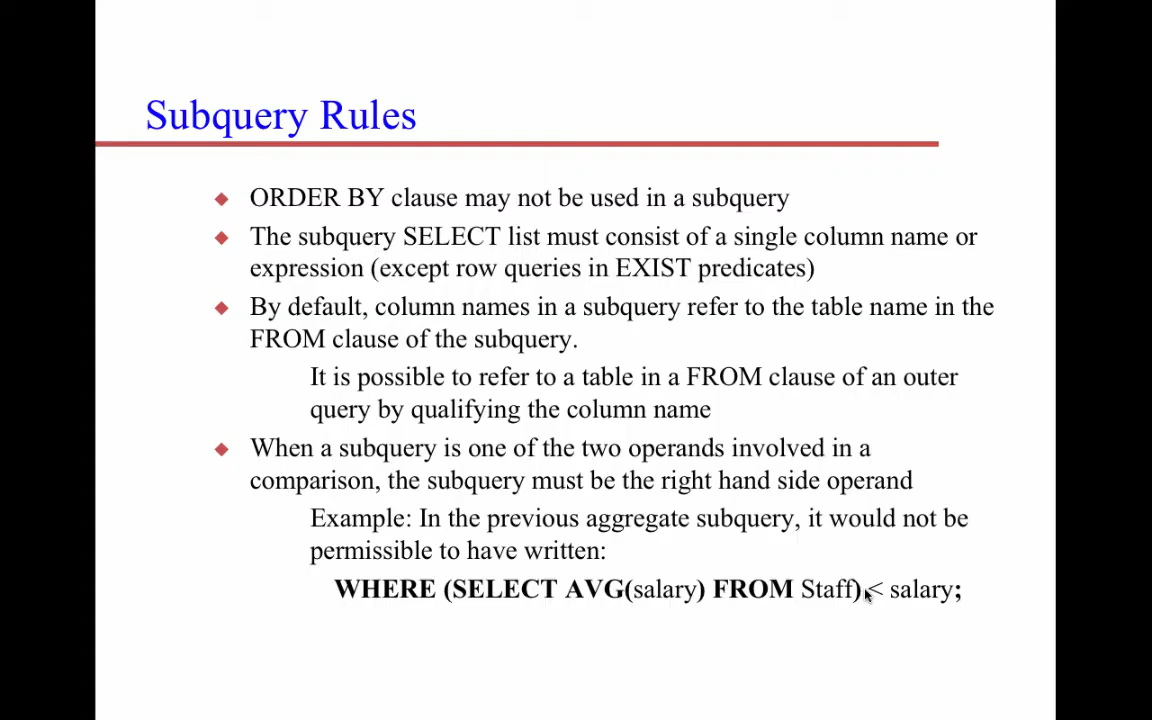 Subquery Rules
ORDER BY clause may not be used in a subquery
The subquery SELECT list must consist of a single column name or
expression (except row queries in EXIST predicates)
By default, column names in a subquery refer to the table name in the
FROM clause of the subquery.
It is possible to refer to a table in a FROM clause of an outer
query by qualifying the column name
When a subquery is one of the two operands involved in a
comparison, the subquery must be the right hand side operand
Example: In the previous aggregate subquery, it would not be
permissible to have written:
WHERE (SELECT AVG(salary) FROM Staff) < salary;